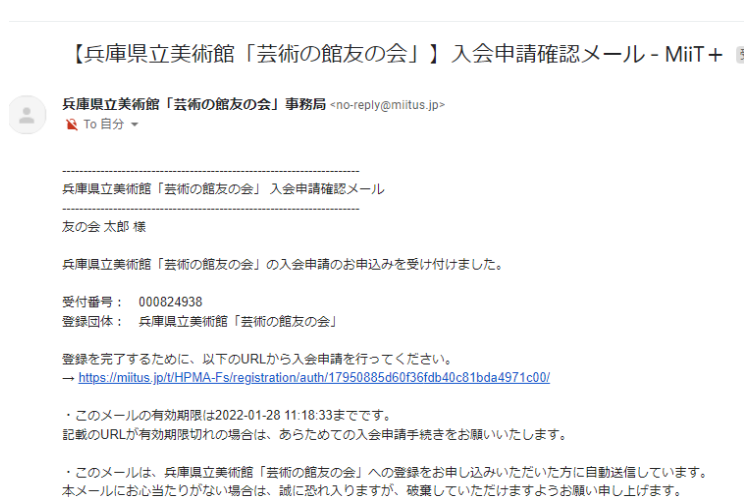 【兵庫県立美術館「芸術の館友の会」】入会申請確認メール - MiiT+
兵庫県立美術館「芸術の館友の会」事務局 <no-reply@miitus.jp>
To 自分
----------------------------------------------------------------------
兵庫県立美術館「芸術の館友の会」 入会申請確認メール
----------------------------------------------------------------------
友の会 太郎 様
兵庫県立美術館「芸術の館友の会」の入会申請のお申込みを受け付けました。
受付番号： 000824938
登録団体： 兵庫県立美術館「芸術の館友の会」
登録を完了するために、以下のURLから入会申請を行ってください。
→ https://miitus.jp/t/HPMA-Fs/registration/auth/17950885d60f36fdb40c81bda4971c00/
・このメールの有効期限は2022-01-28 11:18:33までです。
記載のURLが有効期限切れの場合は、あらためての入会申請手続きをお願いいたします。
・このメールは、兵庫県立美術館「芸術の館友の会」への登録をお申し込みいただいた方に自動送信しています。
本メールにお心当たりがない場合は、誠に恐れ入りますが、破棄していただけますようお願い申し上げます。